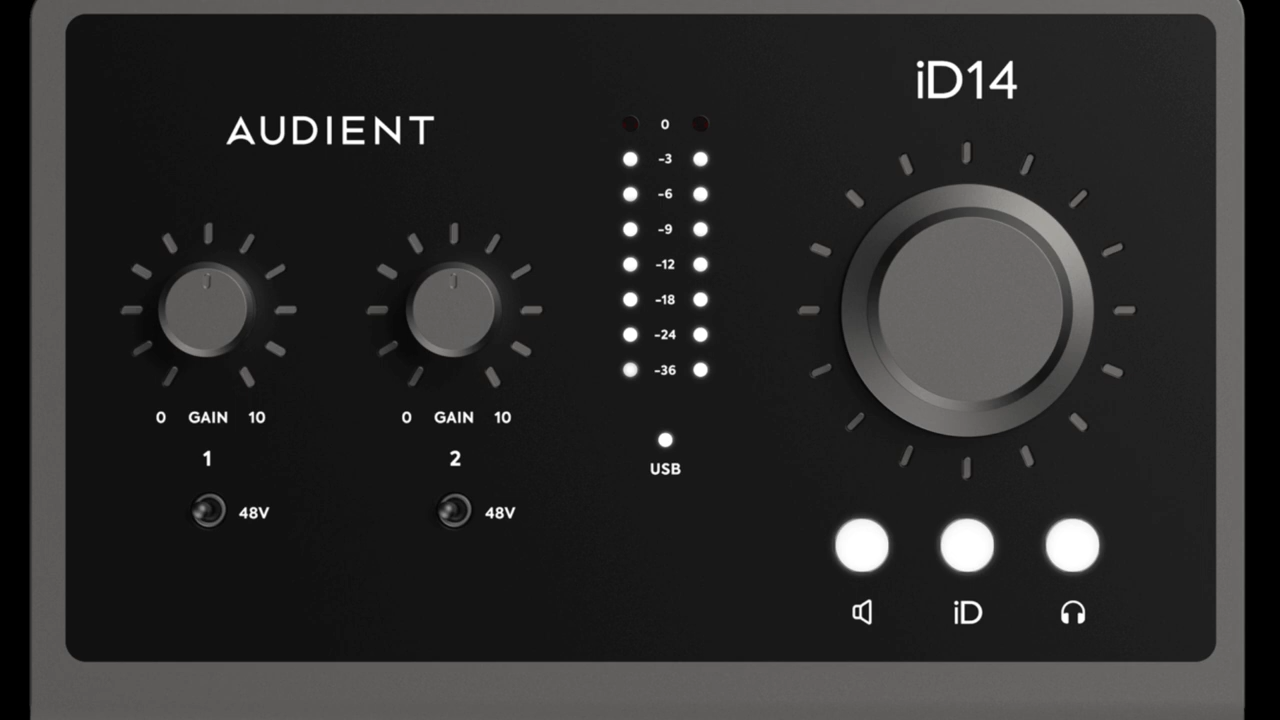 AUDIENT
iD14
0
-3
-6
-9
-12
-18
-24
-36
USB
0 GAIN 10
1
48V
0 GAIN 10
2
48V
iD